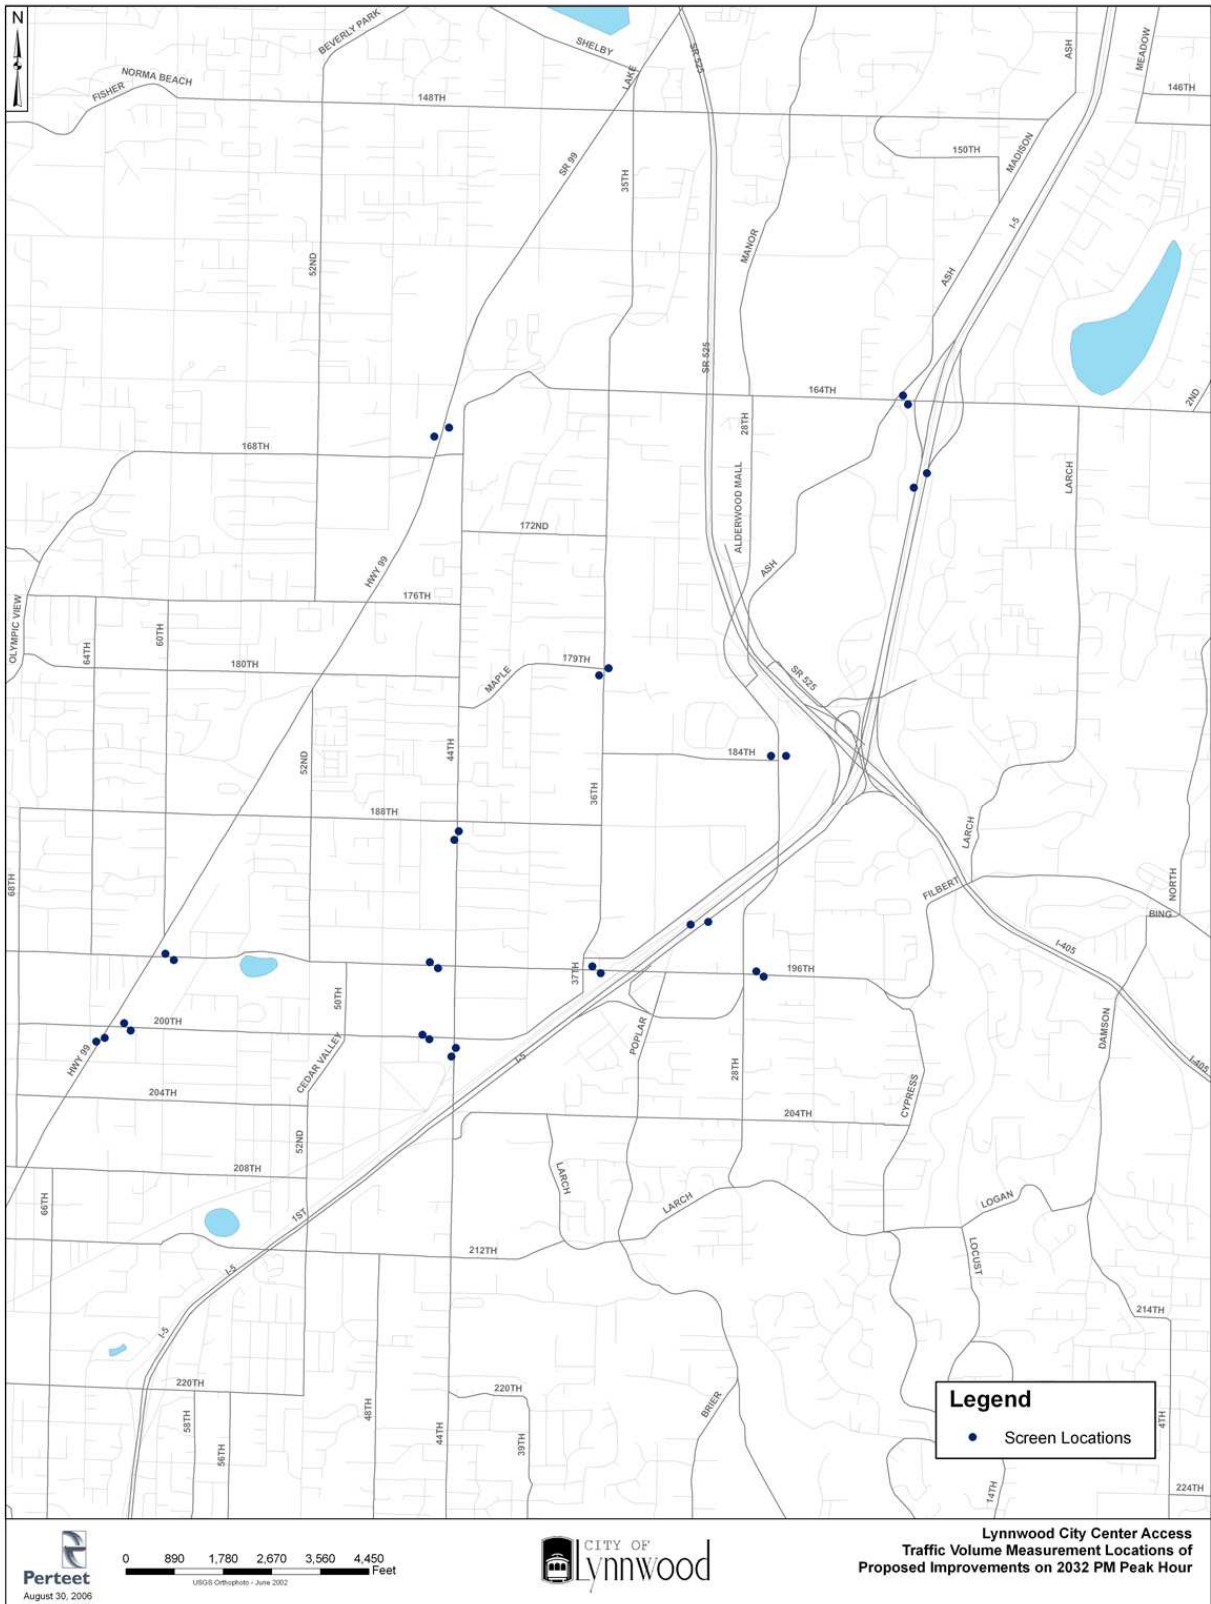 N
BEVERLY PARK
SHELBY
SR 525
ASH
MEADOW
NORMA BEACH
FISHER
LAKE
146TH
148TH
150TH
MADISON
SR 99
35TH
I-5
MANOR
52ND
ASH
SR 525
164TH
2ND
28TH
168TH
LARCH
ALDERWOOD MALL
172ND
HWY 99
ASH
176TH
OLYMPIC VIEW
64TH
60TH
180TH
179TH
MAPLE
SR 525
44TH
52ND
184TH
36TH
188TH
LARCH
68TH
FILBERT
NORTH
BING
I-405
37TH
196TH
50TH
200TH
HWY 99
CEDAR VALLEY
I-5
POPLAR
28TH
DAMSON
I-405
204TH
CYPRESS
204TH
52ND
208TH
66TH
LARCH
LARCH
LOGAN
1ST
212TH
LOCUST
I-5
214TH
I-5
220TH
220TH
58TH
56TH
48TH
44TH
39TH
BRIER
4TH
14TH
224TH
Legend
Screen Locations
Perteet
August 30, 2006
0 890 1,780 2,670 3,560 4,450
Feet
USGS Orthophoto - June 2002
CITY OF
Lynnwood
Lynnwood City Center Access
Traffic Volume Measurement Locations of
Proposed Improvements on 2032 PM Peak Hour